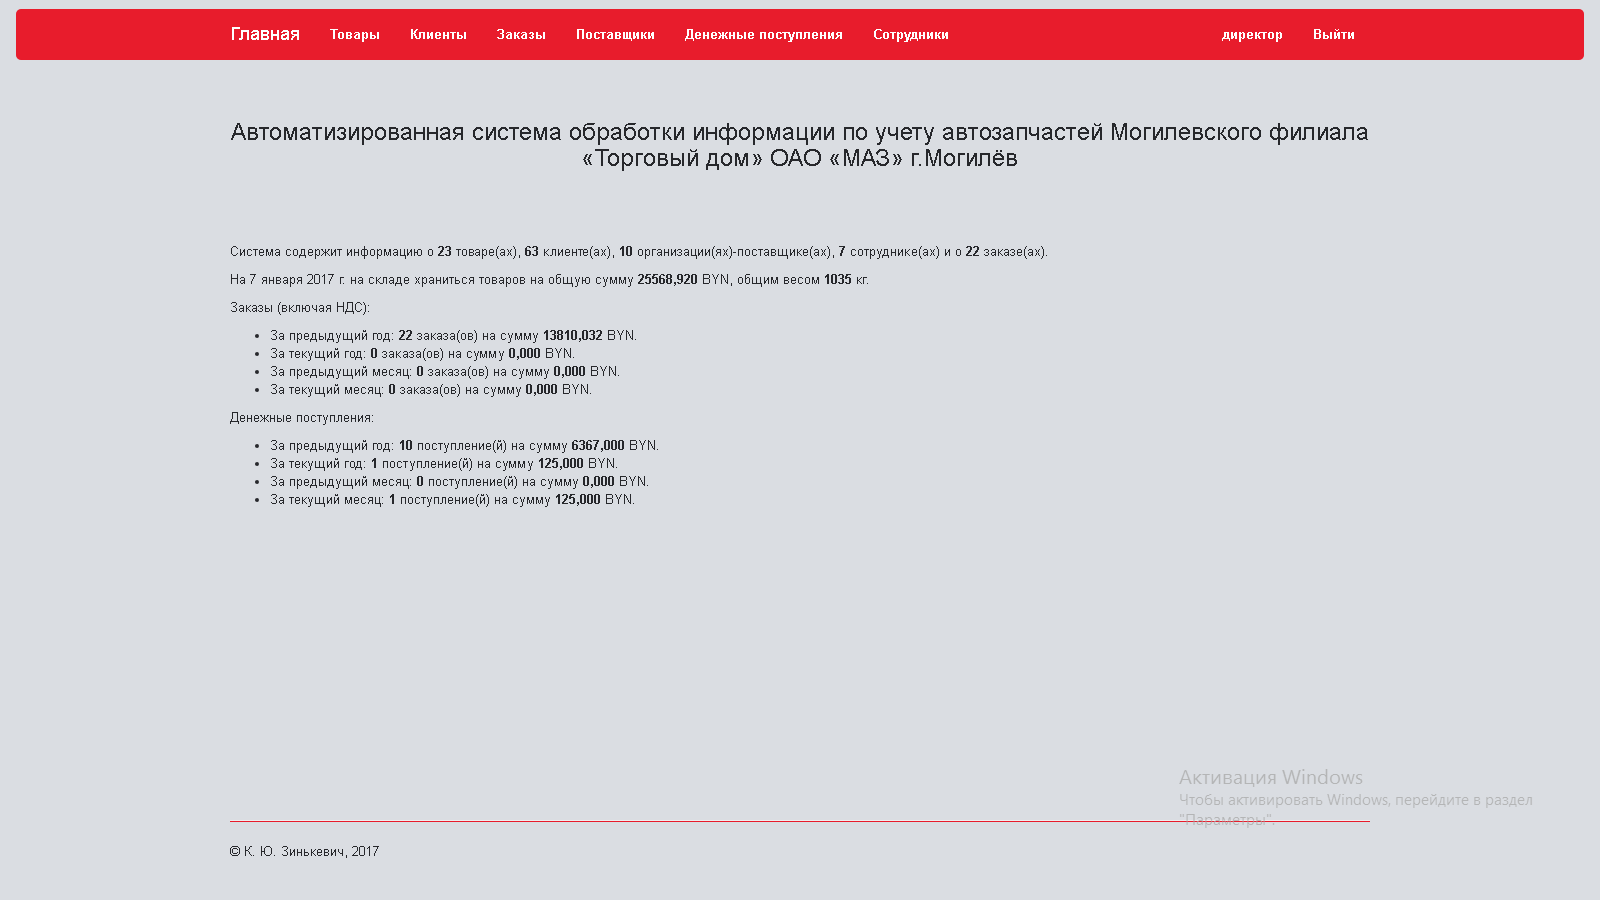 Главная Товары Клиенты Заказы Поставщики Денежные поступления Сотрудники директор Выйти
Автоматизированная система обработки информации по учету автозапчастей Могилевского филиала
«Торговый дом» ОАО «МАЗ» г.Могилёв
Система содержит информацию о 23 товаре(ах), 63 клиенте(ах), 10 организации(ях)-поставщике(ах), 7 сотруднике(ах) и о 22 заказе(ах).
На 7 января 2017 г. на складе храниться товаров на общую сумму 25568,920 BYN, общим весом 1035 кг.
Заказы (включая НДС):
• За предыдущий год: 22 заказа(ов) на сумму 13810,032 BYN.
• За текущий год: 0 заказа(ов) на сумму 0,000 BYN.
• За предыдущий месяц: 0 заказа(ов) на сумму 0,000 BYN.
• За текущий месяц: 0 заказа(ов) на сумму 0,000 BYN.
Денежные поступления:
• За предыдущий год: 10 поступление(й) на сумму 6367,000 BYN.
• За текущий год: 1 поступление(й) на сумму 125,000 BYN.
• За предыдущий месяц: 0 поступление(й) на сумму 0,000 BYN.
• За текущий месяц: 1 поступление(й) на сумму 125,000 BYN.
Активация Windows
Чтобы активировать Windows, перейдите в раздел
"Параметры".
© К. Ю. Зинькевич, 2017